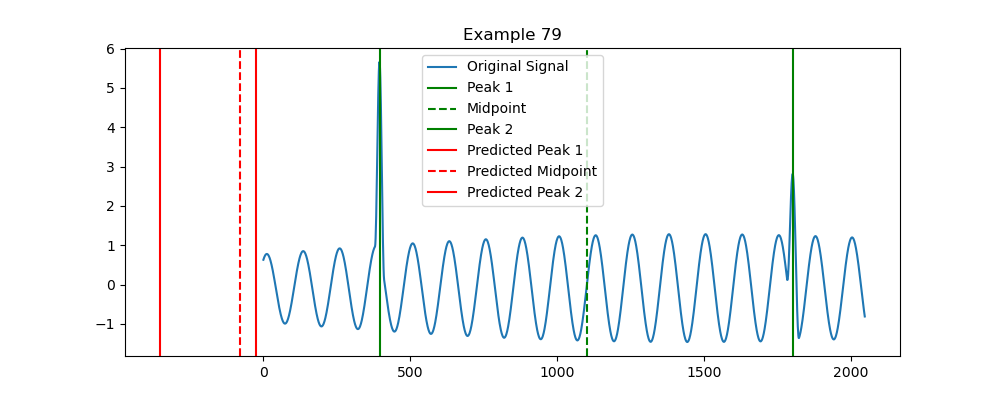 Example 79
6
5
4
3
2
1
0
−1
Original Signal
Peak 1
Midpoint
Peak 2
Predicted Peak 1
Predicted Midpoint
Predicted Peak 2
0
500
1000
1500
2000